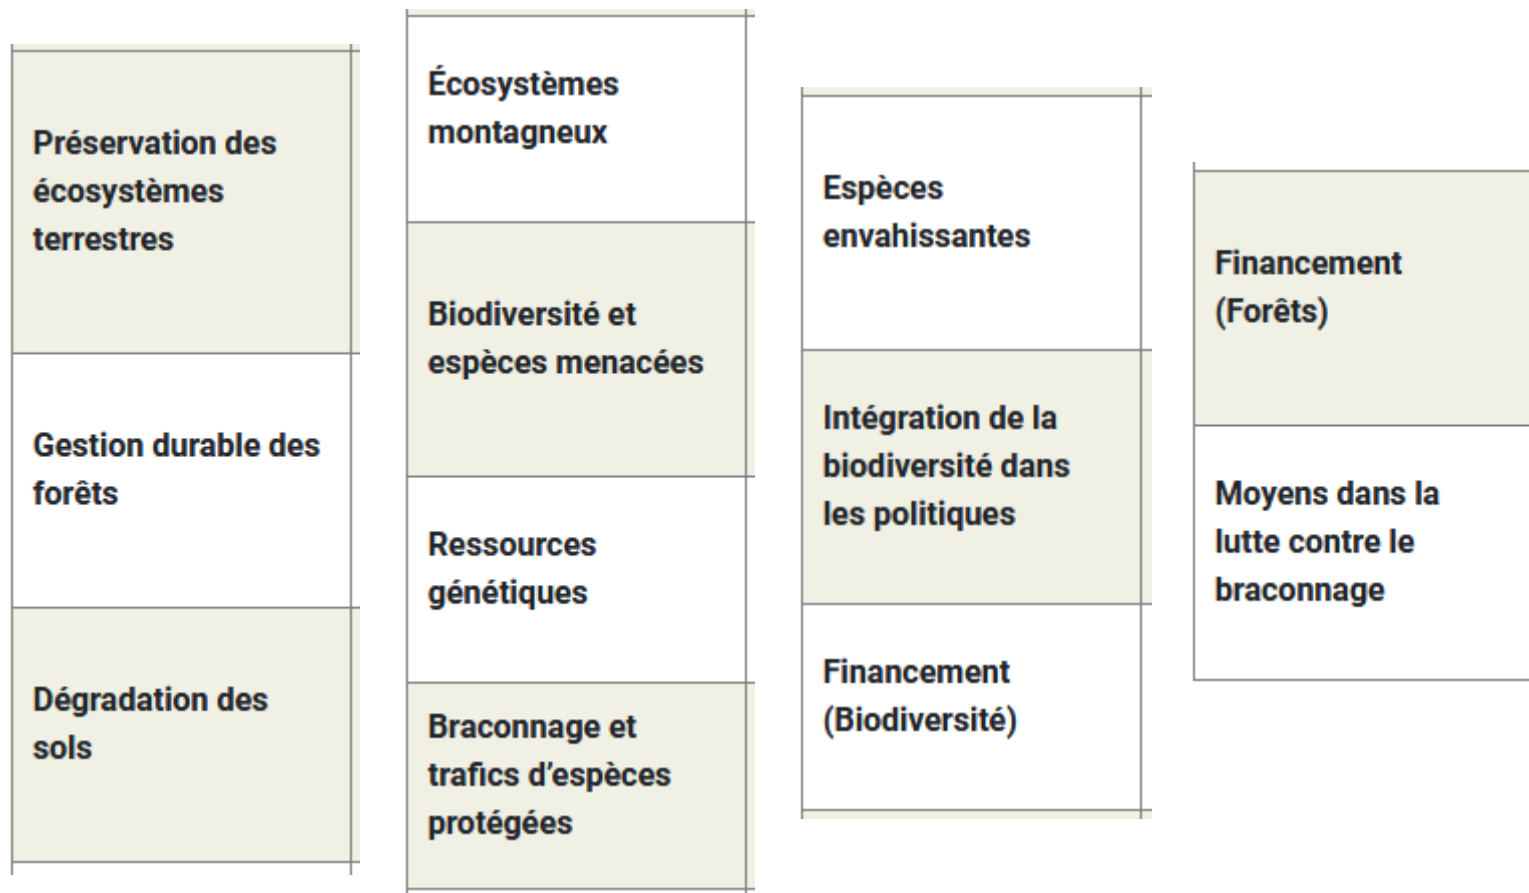 Préservation des
écosystèmes
terrestres
Gestion durable des
forêts
Dégradation des
sols
Écosystèmes
montagneux
Biodiversité et
espèces menacées
Ressources
génétiques
Braconnage et
trafics d’espèces
protégées
Espèces
envahissantes
Intégration de la
biodiversité dans
les politiques
Financement
(Biodiversité)
Financement
(Forêts)
Moyens dans la
lutte contre le
braconnage